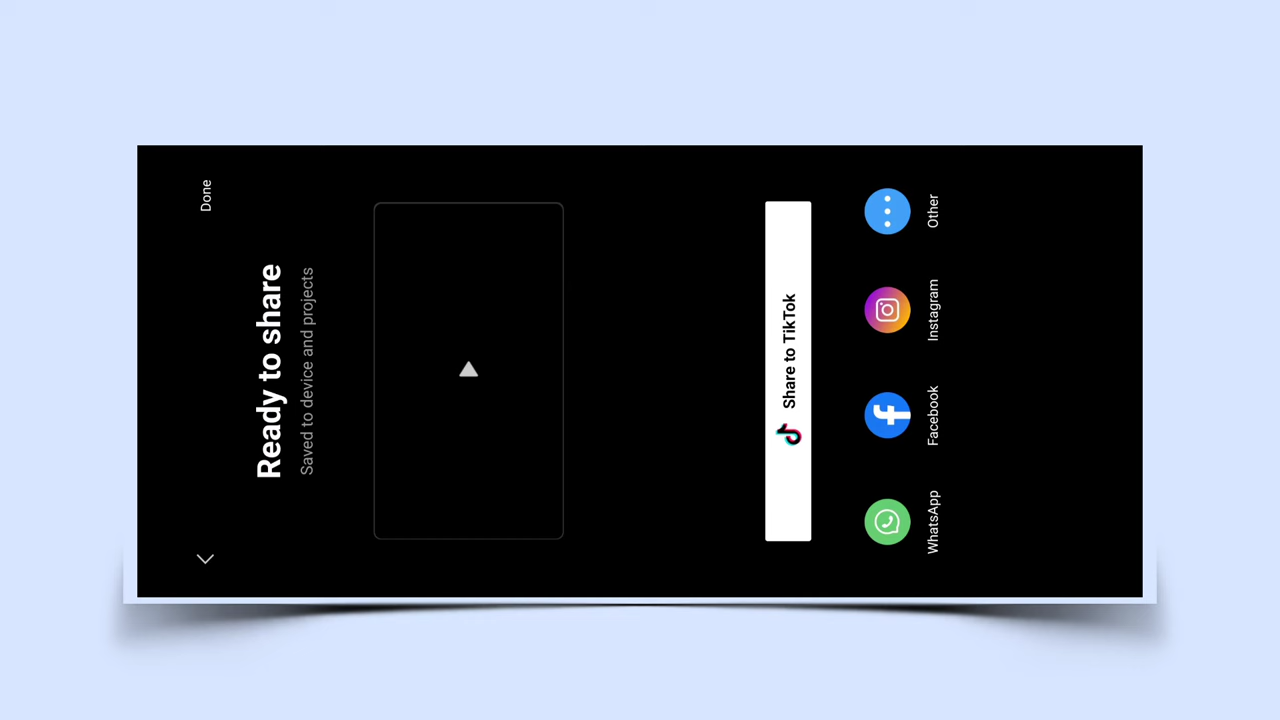 Done
Ready to share
Saved to device and projects
Share to TikTok
WhatsApp
Facebook
Instagram
Other